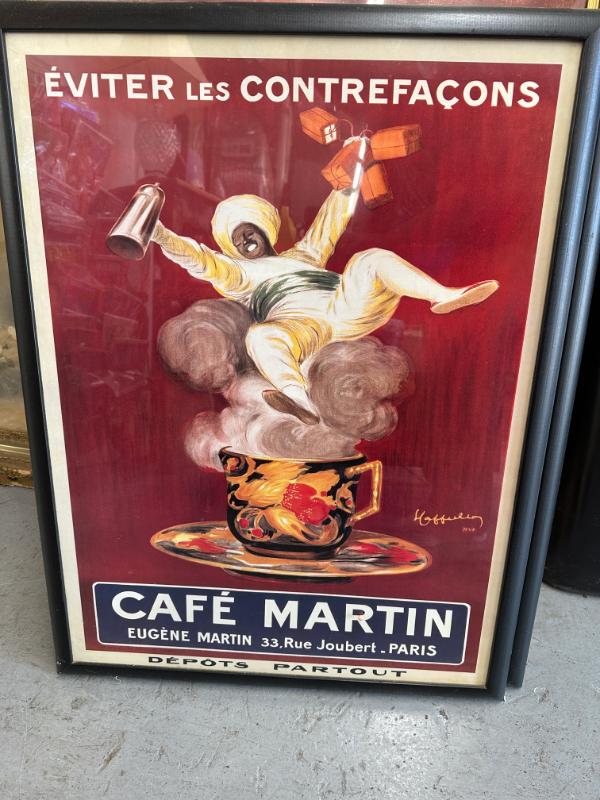 ÉVITER LES CONTREFAÇONS
CAFÉ MARTIN
EUGÈNE MARTIN 33, Rue Joubert - PARIS
DÉPÔTS PARTOUT